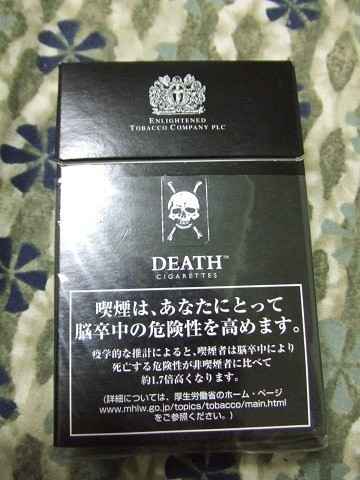 ENLIGHTENED
TOBACCO COMPANY PLC
DEATH™
CIGARETTES
喫煙は、あなたにとって
脳卒中の危険性を高めます。
疫学的な推計によると、喫煙者は脳卒中により
死亡する危険性が非喫煙者に比べて
約1.7倍高くなります。
(詳細については、厚生労働省のホーム・ページ
www.mhlw.go.jp/topics/tobacco/main.html
をご参照ください。)